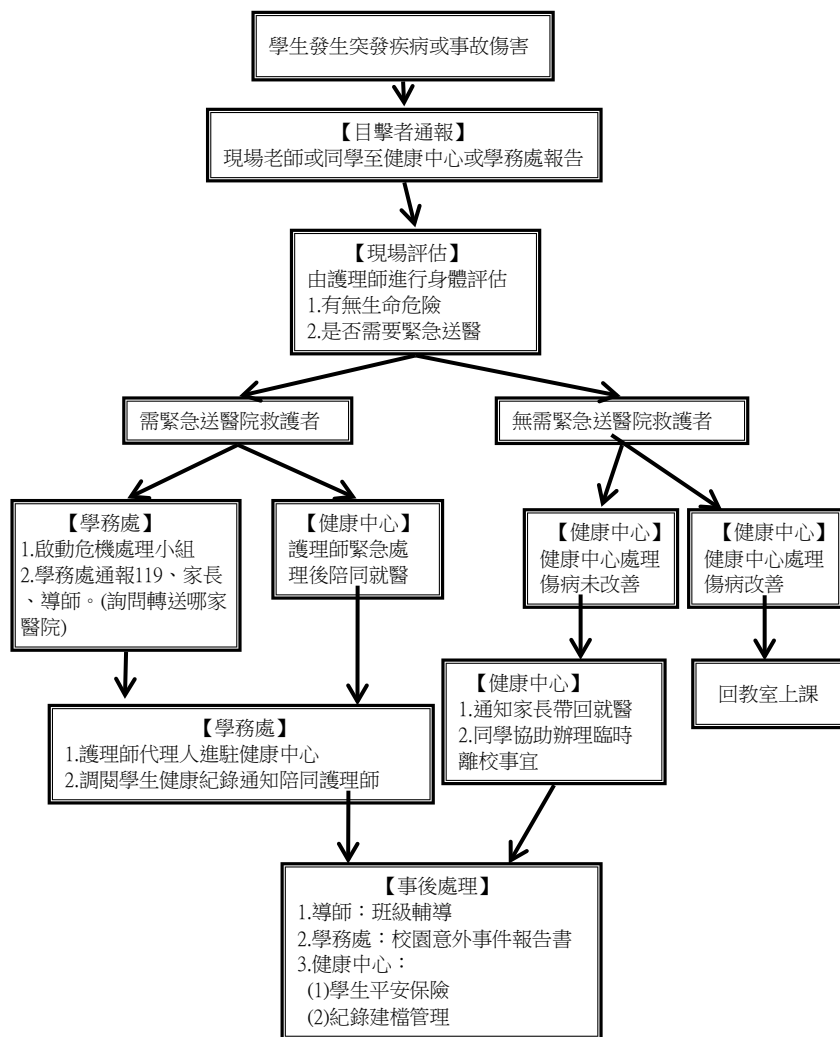 學生發生突發疾病或事故傷害
【目擊者通報】
現場老師或同學至健康中心或學務處報告
【現場評估】
由護理師進行身體評估
1.有無生命危險
2.是否需要緊急送醫
需緊急送醫院救護者
無需緊急送醫院救護者
【學務處】
1.啟動危機處理小組
2.學務處通報119、家長
、導師。(詢問轉送哪家
醫院)
【健康中心】
護理師緊急處
理後陪同就醫
【健康中心】
健康中心處理
傷病未改善
【健康中心】
健康中心處理
傷病改善
【學務處】
1.護理師代理人進駐健康中心
2.調閱學生健康紀錄通知陪同護理師
【健康中心】
1.通知家長帶回就醫
2.同學協助辦理臨時
離校事宜
回教室上課
【事後處理】
1.導師：班級輔導
2.學務處：校園意外事件報告書
3.健康中心：
(1)學生平安保險
(2)紀錄建檔管理